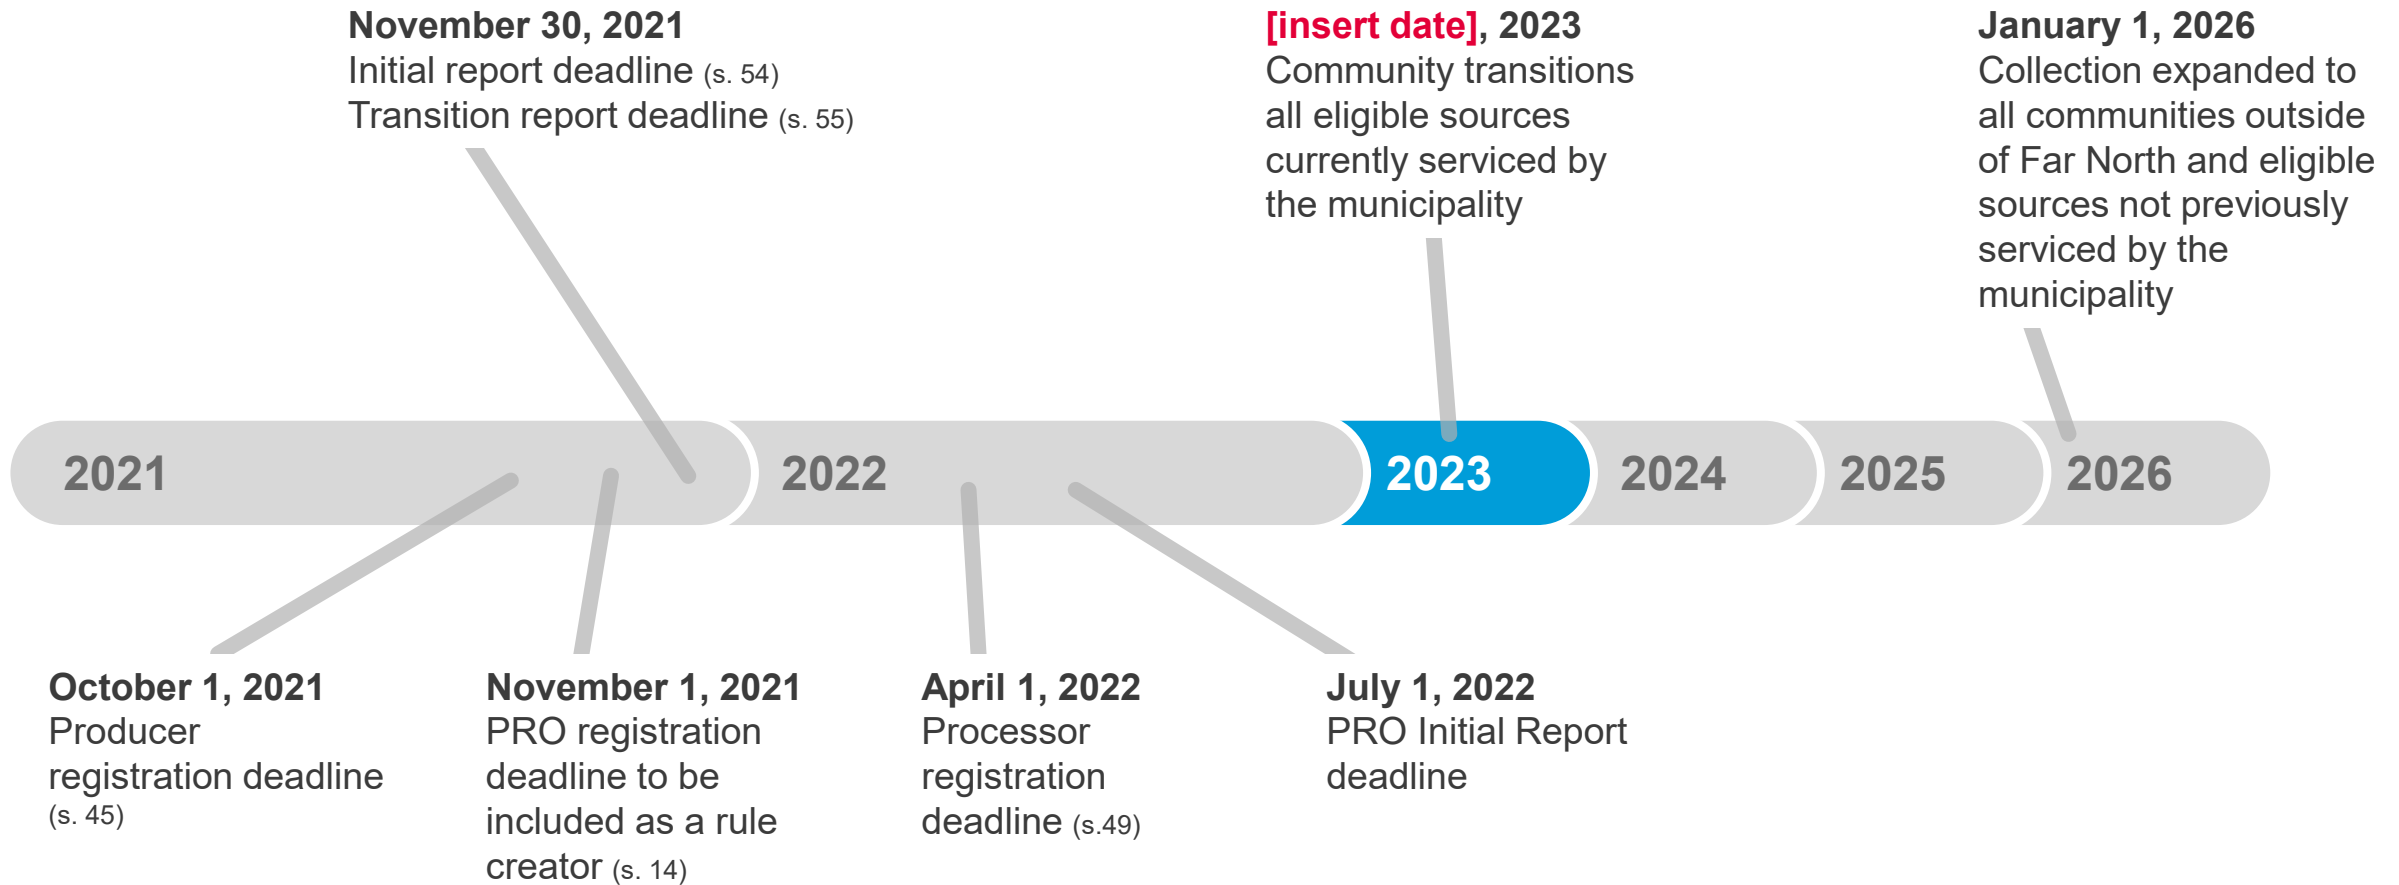 November 30, 2021
Initial report deadline (s. 54)
Transition report deadline (s. 55)
[insert date], 2023
Community transitions
all eligible sources
currently serviced by
the municipality
January 1, 2026
Collection expanded to
all communities outside
of Far North and eligible
sources not previously
serviced by the
municipality
2021
2022
2023
2024
2025
2026
October 1, 2021
Producer
registration deadline
(s. 45)
November 1, 2021
PRO registration
deadline to be
included as a rule
creator (s. 14)
April 1, 2022
Processor
registration
deadline (s.49)
July 1, 2022
PRO Initial Report
deadline